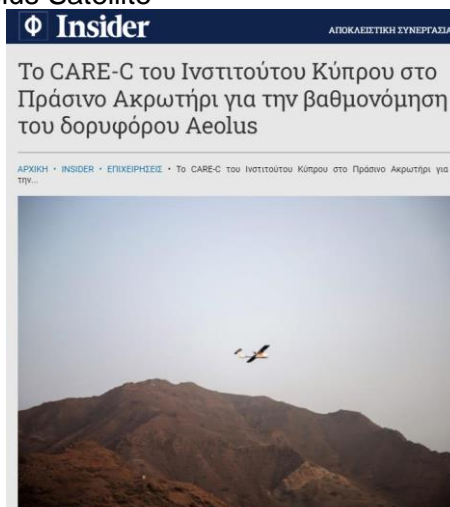 Φ Insider
ΑΠΟΚΛΕΙΣΤΙΚΗ ΣΥΝΕΡΓΑΣΙΑ
Το CARE-C του Ινστιτούτου Κύπρου στο
Πράσινο Ακρωτήρι για την βαθμονόμηση
του δορυφόρου Aeolus
ΑΡΧΙΚΗ • INSIDER • ΕΠΙΧΕΙΡΗΣΕΙΣ • Το CARE-C του Ινστιτούτου Κύπρου στο Πράσινο Ακρωτήρι για
την...